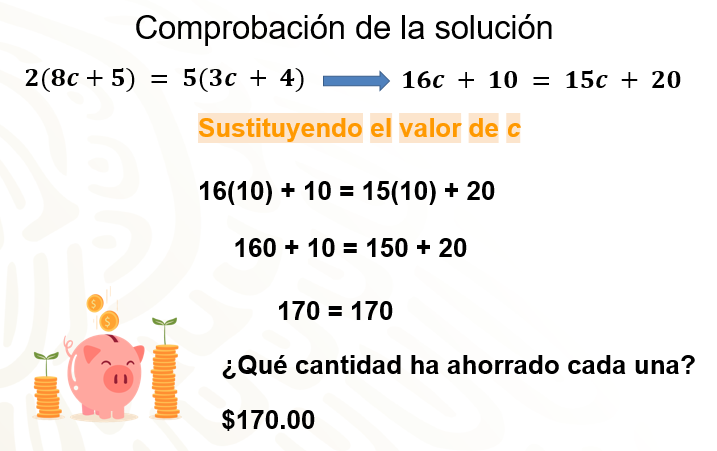 Comprobación de la solución
2(8c + 5) = 5(3c + 4) 16c + 10 = 15c + 20
Sustituyendo el valor de c
16(10) + 10 = 15(10) + 20
160 + 10 = 150 + 20
170 = 170
¿Qué cantidad ha ahorrado cada una?
$170.00